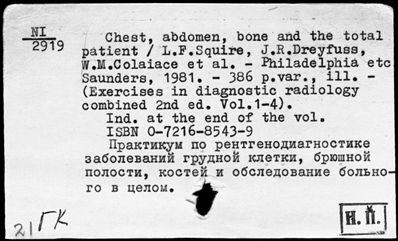 NI
2919
Chest, abdomen, bone and the total
patient / L.F.Squire, J.R.Dreyfuss,
W.M.Colaiace et al. - Philadelphia etc
Saunders, 1981. - 386 p.var., ill. -
(Exercises in diagnostic radiology
combined 2nd ed. Vol.1-4).
Ind. at the end of the vol.
ISBN 0-7216-8543-9
Практикум по рентгенодиагностике
заболеваний грудной клетки, брюшной
полости, костей и обследование больно-
го в целом.
21 ГК
Н.П.